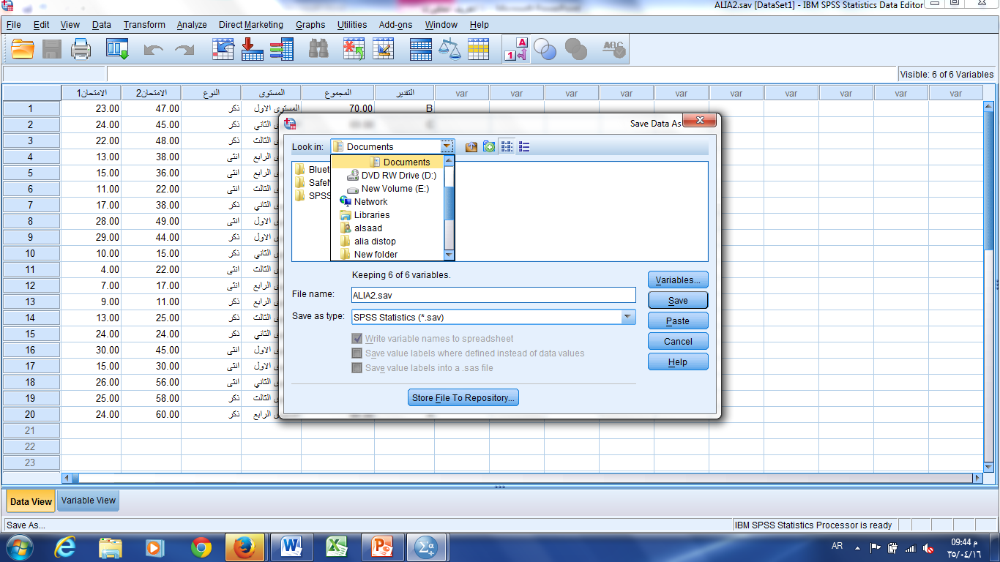 ALIA2.sav [DataSet1] - IBM SPSS Statistics Data Editor
File Edit View Data Transform Analyze Direct Marketing Graphs Utilities Add-ons Window Help
Visible: 6 of 6 Variables
الامتحان1 الامتحان2 النوع المستوى المجموع التقدير var var var var var var var var var var
1 23.00 47.00 ذكر المستوى الاول 70.00 B
2 24.00 45.00 ذكر ى الثاني
3 22.00 48.00 ذكر ى الثالث
4 13.00 38.00 انثى ى الرابع
5 15.00 36.00 انثى ى الرابع
6 11.00 22.00 انثى ى الثالث
7 17.00 38.00 ذكر ى الثاني
8 28.00 49.00 انثى ى الاول
9 29.00 44.00 ذكر ى الاول
10 10.00 15.00 ذكر ى الثاني
11 4.00 22.00 انثى ى الثالث
12 7.00 17.00 انثى ى الرابع
13 9.00 11.00 ذكر ى الرابع
14 13.00 25.00 ذكر ى الثالث
15 24.00 24.00 ذكر ى الثاني
16 30.00 45.00 انثى ى الاول
17 15.00 30.00 انثى ى الاول
18 26.00 56.00 انثى ى الثاني
19 25.00 58.00 ذكر ى الثالث
20 24.00 60.00 ذكر ى الرابع
21
22
23
Save Data As
Look in: Documents
Documents
DVD RW Drive (D:)
New Volume (E:)
Network
Libraries
alsaad
alia distop
New folder
Bluet
SafeN
SPSS
Keeping 6 of 6 variables.
File name: ALIA2.sav
Save as type: SPSS Statistics (*.sav)
Write variable names to spreadsheet
Save value labels where defined instead of data values
Save value labels into a .sas file
Variables...
Save
Paste
Cancel
Help
Store File To Repository...
Data View Variable View
Save As... IBM SPSS Statistics Processor is ready
AR
09:44 م
٣٥/٠٤/١٦